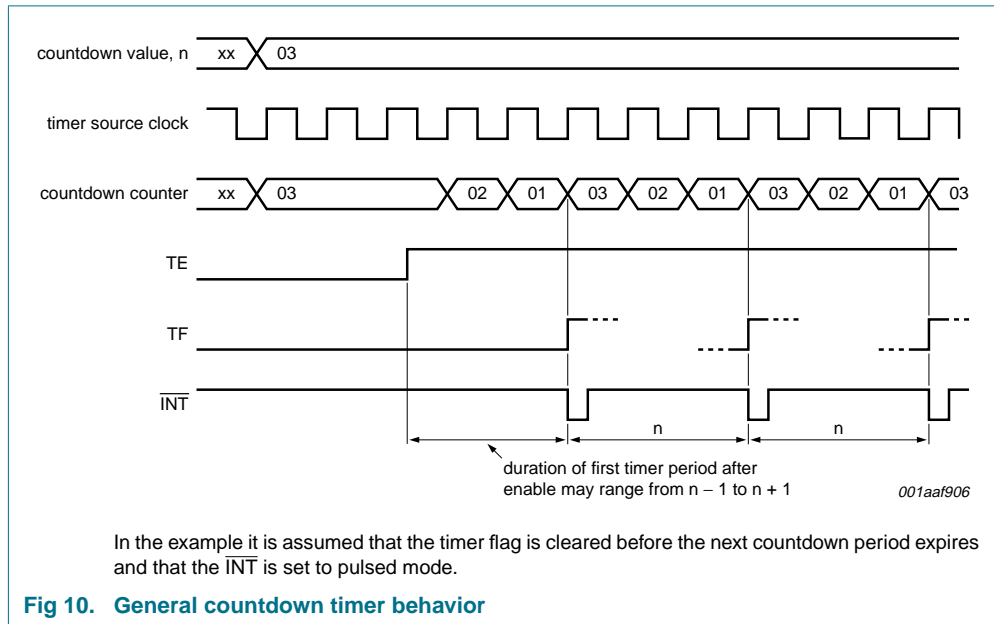 countdown value, n xx 03
timer source clock
countdown counter xx 03 02 01 03 02 01 03 02 01 03
TE
TF
INT
n n
duration of first timer period after
enable may range from n − 1 to n + 1
001aaf906
In the example it is assumed that the timer flag is cleared before the next countdown period expires
and that the INT is set to pulsed mode.
Fig 10. General countdown timer behavior